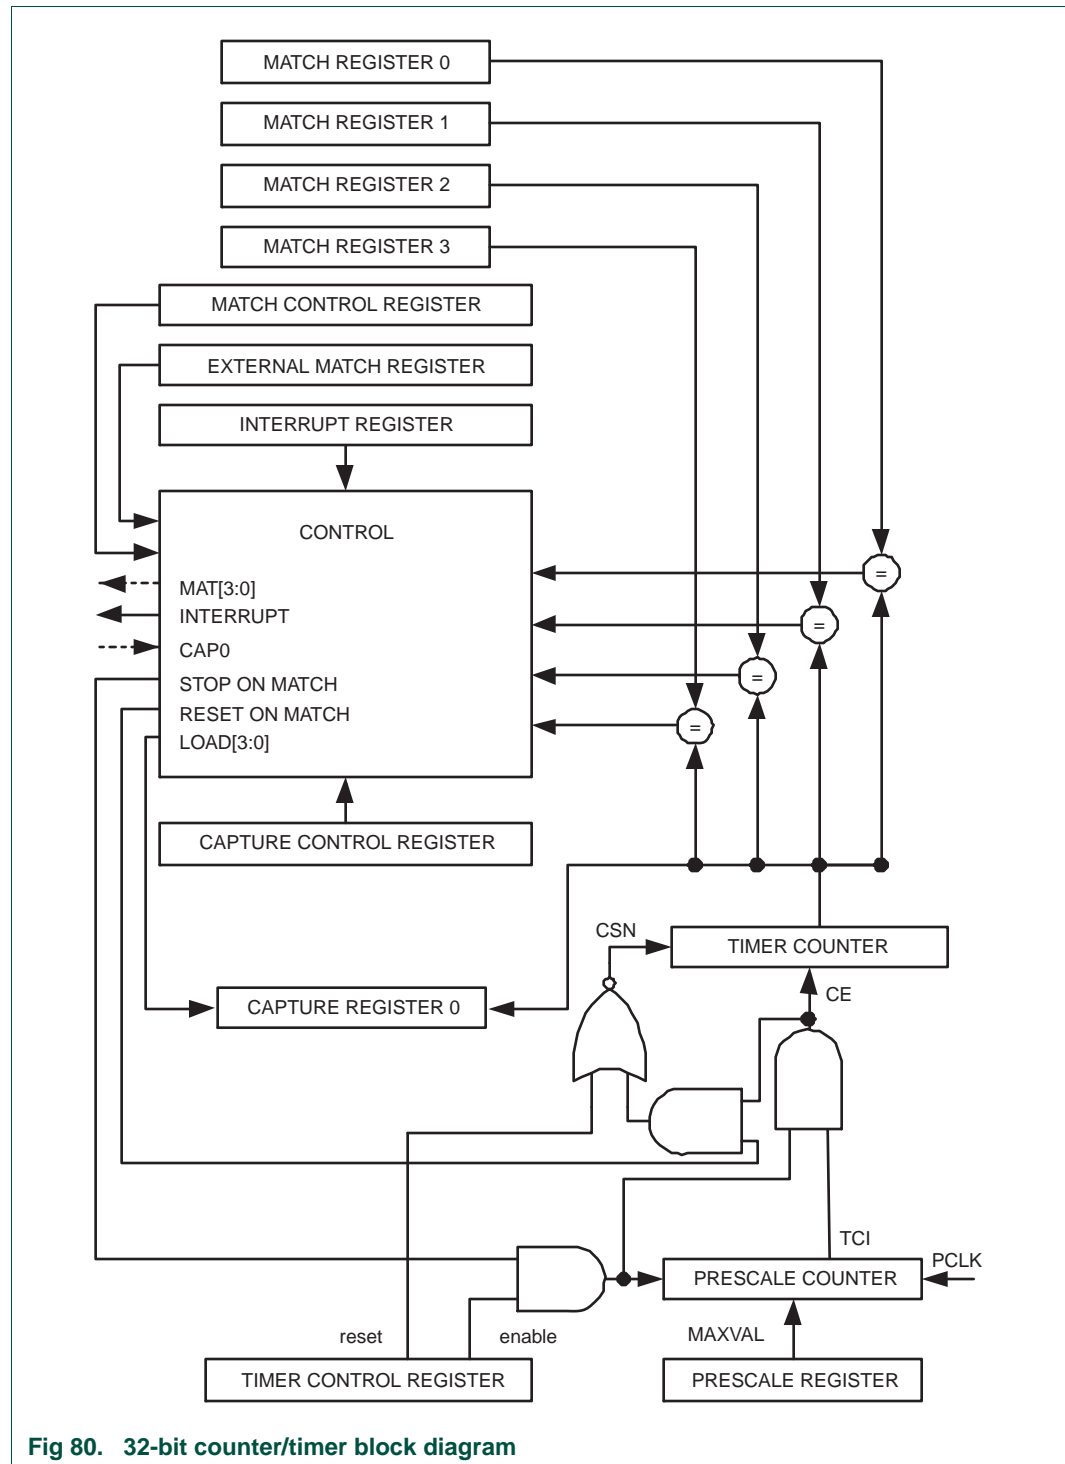 MATCH REGISTER 0
MATCH REGISTER 1
MATCH REGISTER 2
MATCH REGISTER 3
MATCH CONTROL REGISTER
EXTERNAL MATCH REGISTER
INTERRUPT REGISTER
CONTROL
=
=
=
=
MAT[3:0]
INTERRUPT
CAP0
STOP ON MATCH
RESET ON MATCH
LOAD[3:0]
CAPTURE CONTROL REGISTER
CSN
TIMER COUNTER
CE
CAPTURE REGISTER 0
TCI
PCLK
PRESCALE COUNTER
reset
enable
MAXVAL
TIMER CONTROL REGISTER
PRESCALE REGISTER
Fig 80. 32-bit counter/timer block diagram